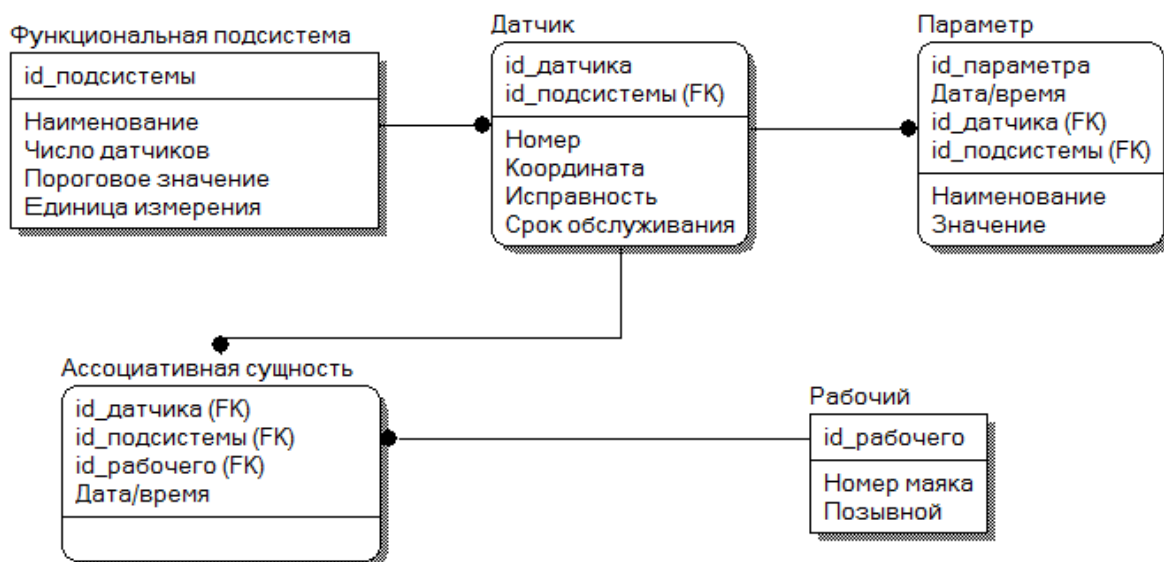 Функциональная подсистема
id_подсистемы
Наименование
Число датчиков
Пороговое значение
Единица измерения
Датчик
id_датчика
id_подсистемы (FK)
Номер
Координата
Исправность
Срок обслуживания
Параметр
id_параметра
Дата/время
id_датчика (FK)
id_подсистемы (FK)
Наименование
Значение
Ассоциативная сущность
id_датчика (FK)
id_подсистемы (FK)
id_рабочего (FK)
Дата/время
Рабочий
id_рабочего
Номер маяка
Позывной